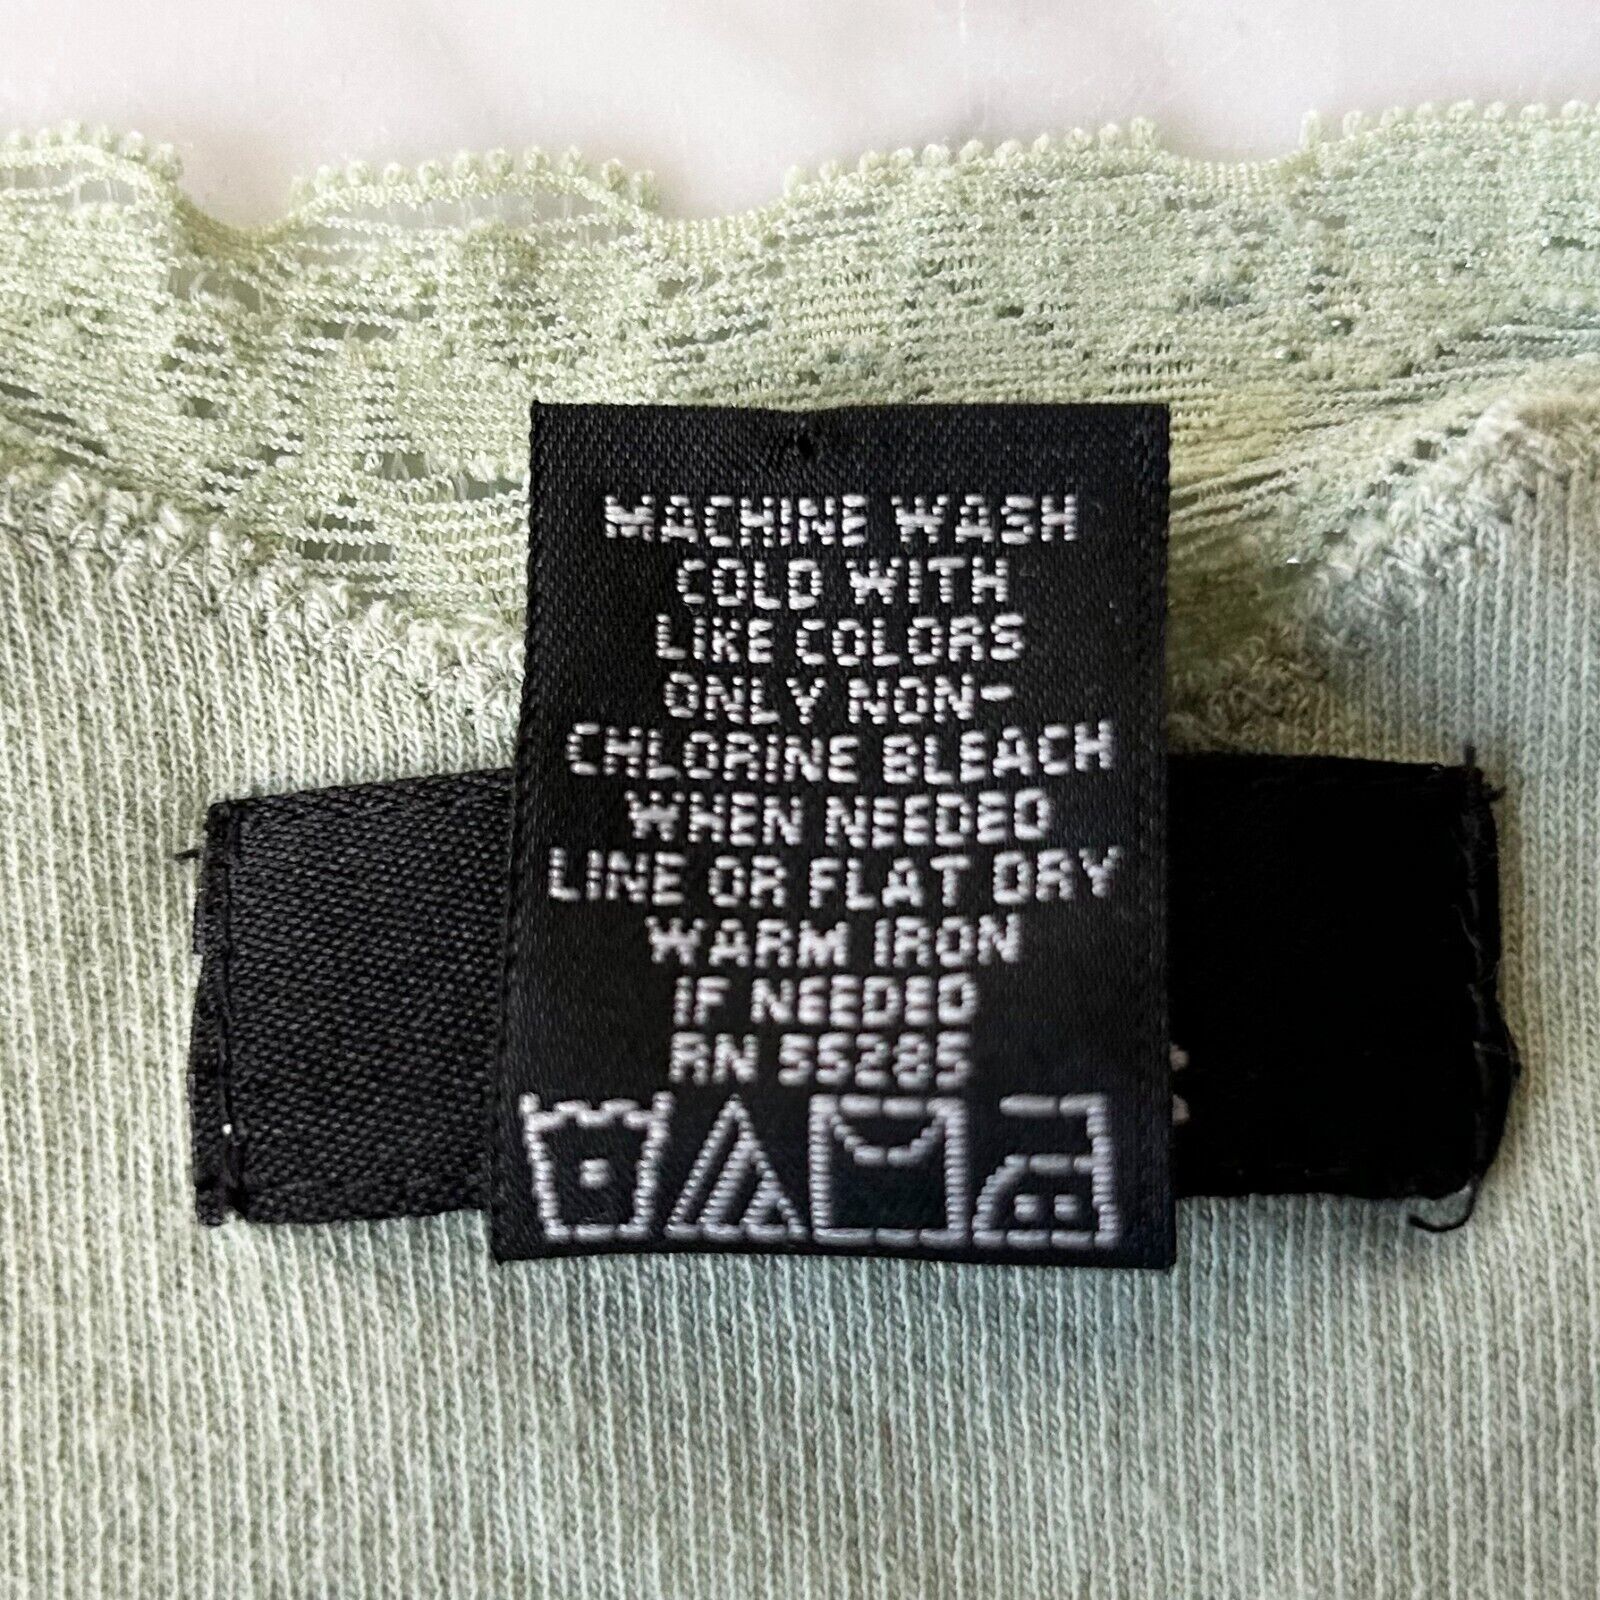 MACHINE WASH
COLD WITH
LIKE COLORS
ONLY NON-
CHLORINE BLEACH
WHEN NEEDED
LINE OR FLAT DRY
WARM IRON
IF NEEDED
RN 55285